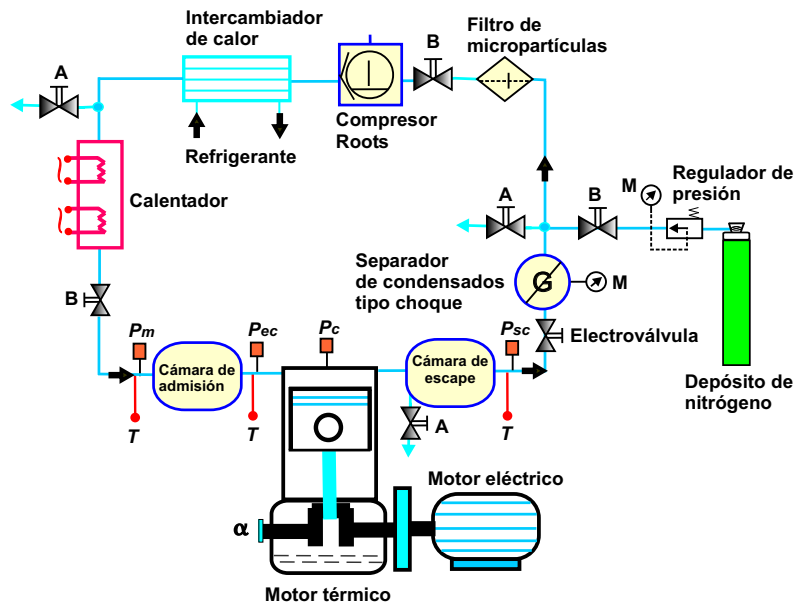 Intercambiador
de calor
B
Filtro de
micropartículas
A
Compresor
Roots
Refrigerante
Calentador
A
B
M
Regulador de
presión
Separador
de condensados
tipo choque
G
M
B
Electroválvula
Pm
Pec
Pc
Psc
Cámara de
admisión
Cámara de
escape
Depósito de
nitrógeno
T
T
A
T
Motor eléctrico
α
Motor térmico